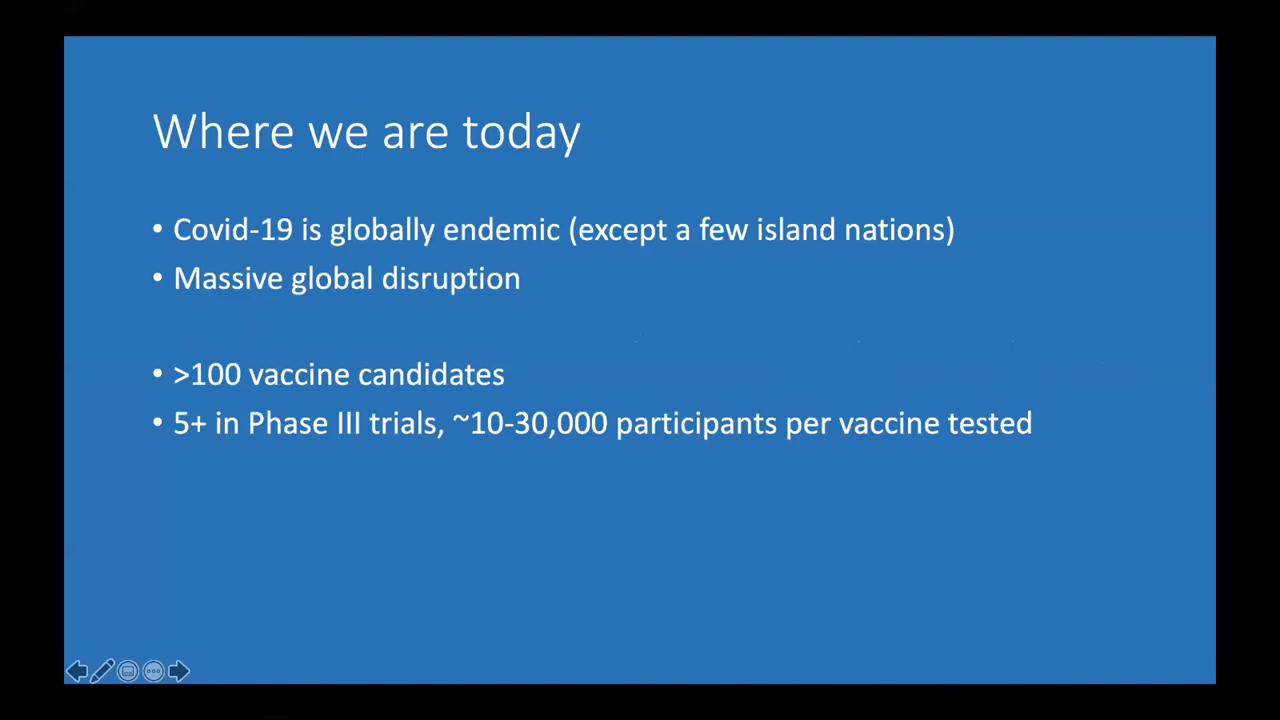 Where we are today
• Covid-19 is globally endemic (except a few island nations)
• Massive global disruption
• >100 vaccine candidates
• 5+ in Phase III trials, ~10-30,000 participants per vaccine tested